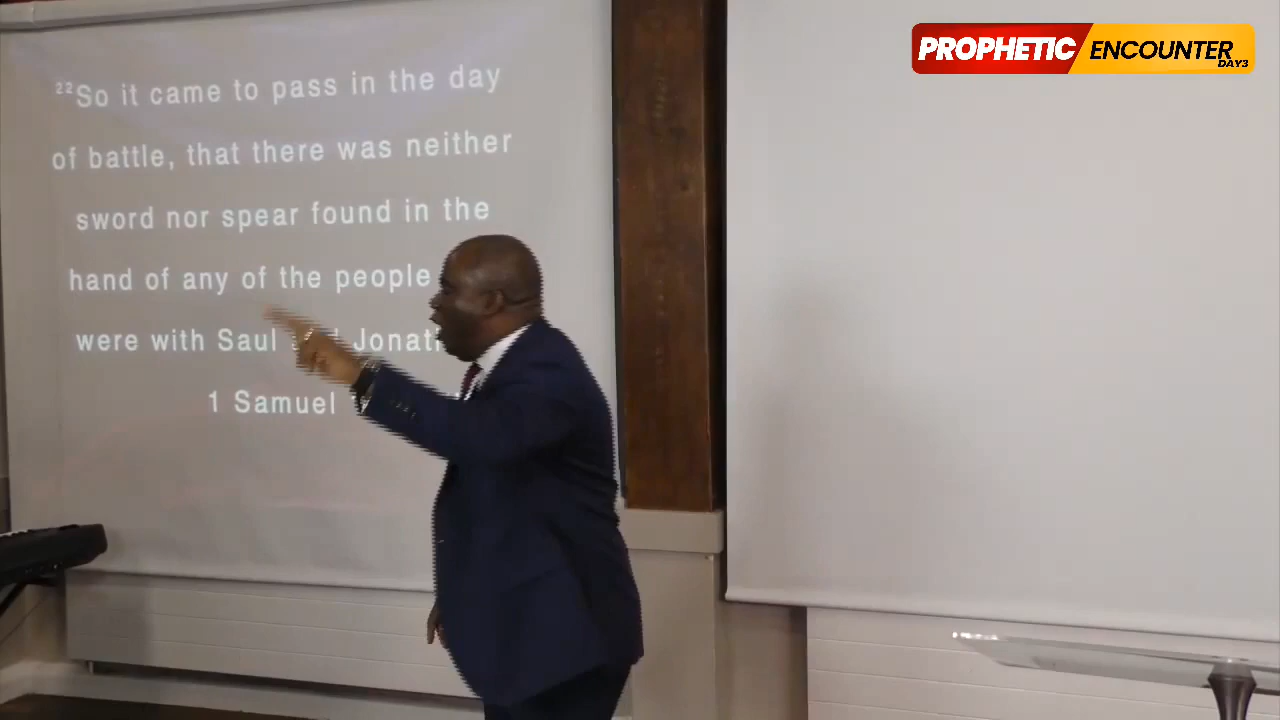 PROPHETIC ENCOUNTER
DAY3
22So it came to pass in the day
of battle, that there was neither
sword nor spear found in the
hand of any of the people
were with Saul
1 Samuel